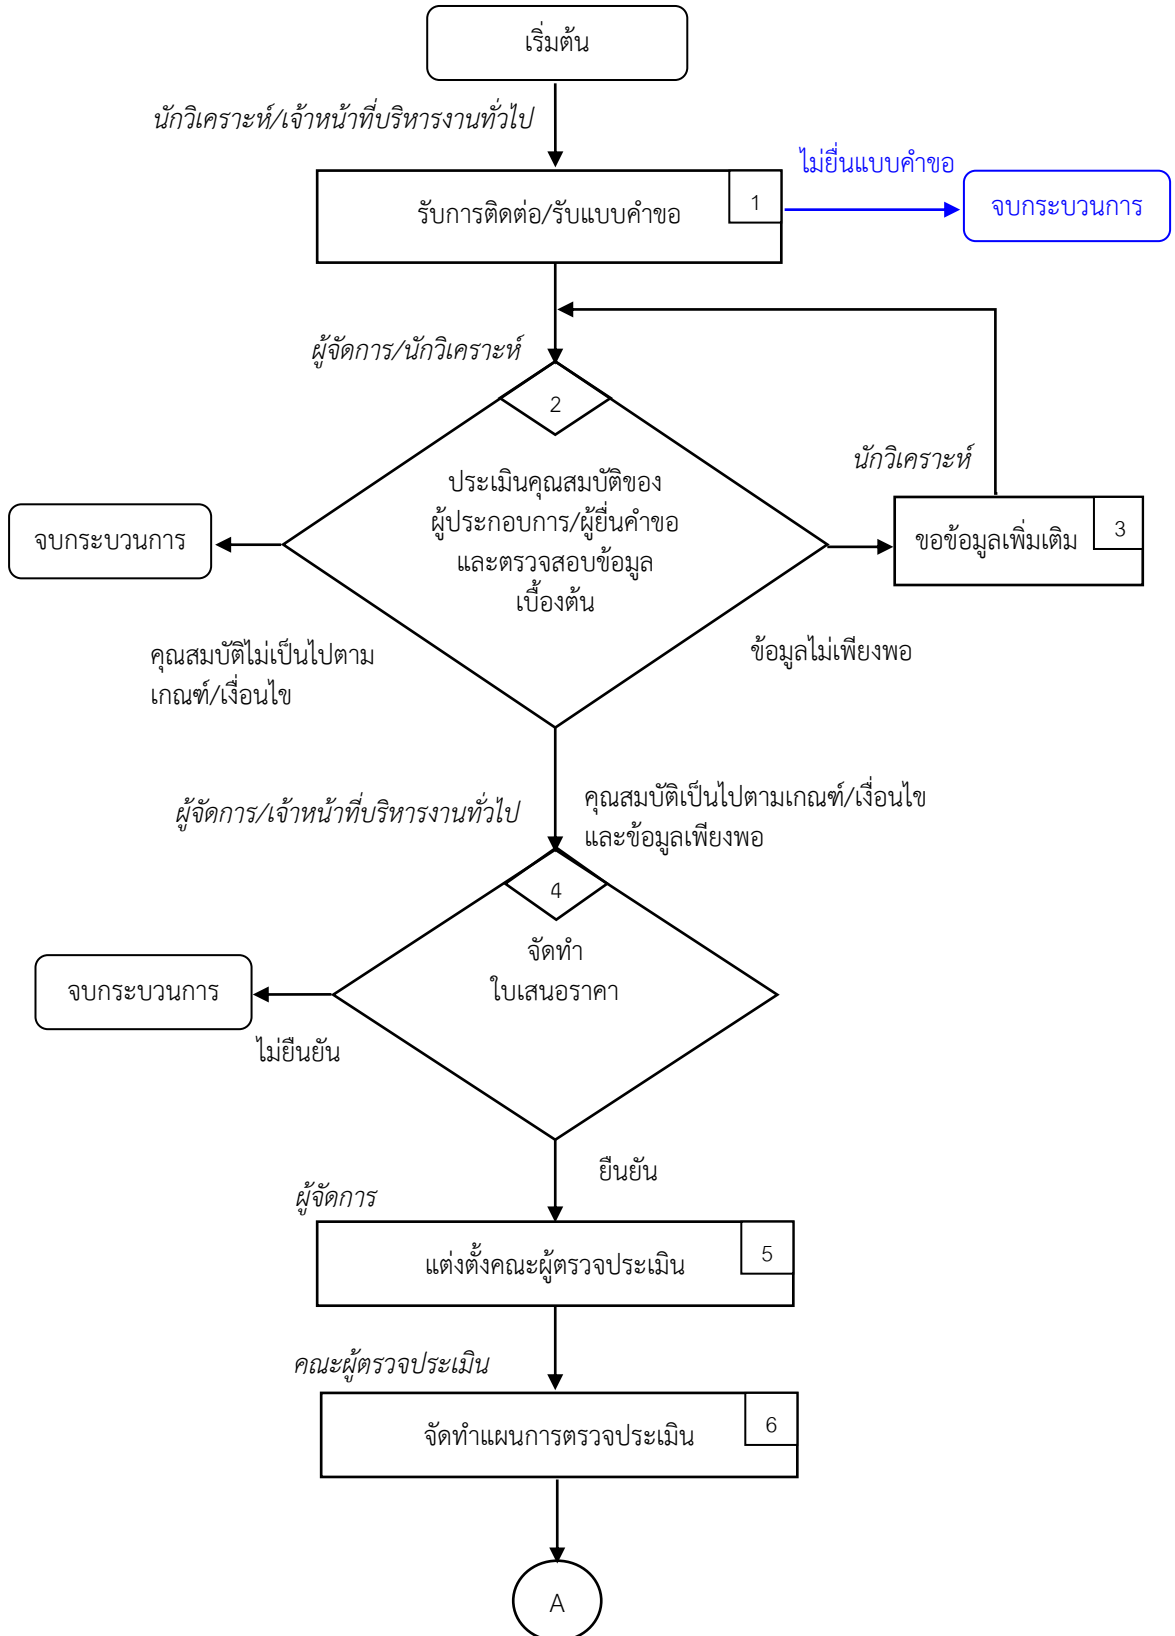 เริ่มต้น
นักวิเคราะห์/เจ้าหน้าที่บริหารงานทั่วไป
ไม่ยื่นแบบคำขอ
รับการติดต่อ/รับแบบคำขอ
1
จบกระบวนการ
ผู้จัดการ/นักวิเคราะห์
2
นักวิเคราะห์
ประเมินคุณสมบัติของ
ผู้ประกอบการ/ผู้ยื่นคำขอ
และตรวจสอบข้อมูล
เบื้องต้น
จบกระบวนการ
ขอข้อมูลเพิ่มเติม
3
คุณสมบัติไม่เป็นไปตาม
เกณฑ์/เงื่อนไข
ข้อมูลไม่เพียงพอ
ผู้จัดการ/เจ้าหน้าที่บริหารงานทั่วไป
คุณสมบัติเป็นไปตามเกณฑ์/เงื่อนไข
และข้อมูลเพียงพอ
4
จัดทำ
ใบเสนอราคา
จบกระบวนการ
ไม่ยืนยัน
ยืนยัน
ผู้จัดการ
แต่งตั้งคณะผู้ตรวจประเมิน
5
คณะผู้ตรวจประเมิน
จัดทำแผนการตรวจประเมิน
6
A